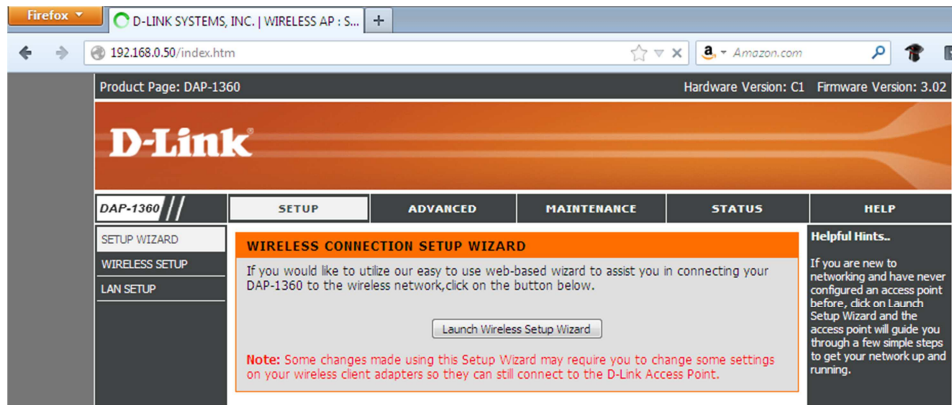 Firefox
D-LINK SYSTEMS, INC. | WIRELESS AP : S...
+
192.168.0.50/index.htm
Amazon.com
Product Page: DAP-1360 Hardware Version: C1 Firmware Version: 3.02
D-Link
DAP-1360 SETUP ADVANCED MAINTENANCE STATUS HELP
SETUP WIZARD
WIRELESS SETUP
LAN SETUP
WIRELESS CONNECTION SETUP WIZARD
If you would like to utilize our easy to use web-based wizard to assist you in connecting your
DAP-1360 to the wireless network,click on the button below.
Launch Wireless Setup Wizard
Note: Some changes made using this Setup Wizard may require you to change some settings
on your wireless client adapters so they can still connect to the D-Link Access Point.
Helpful Hints..
If you are new to
networking and have never
configured an access point
before, click on Launch
Setup Wizard and the
access point will guide you
through a few simple steps
to get your network up and
running.